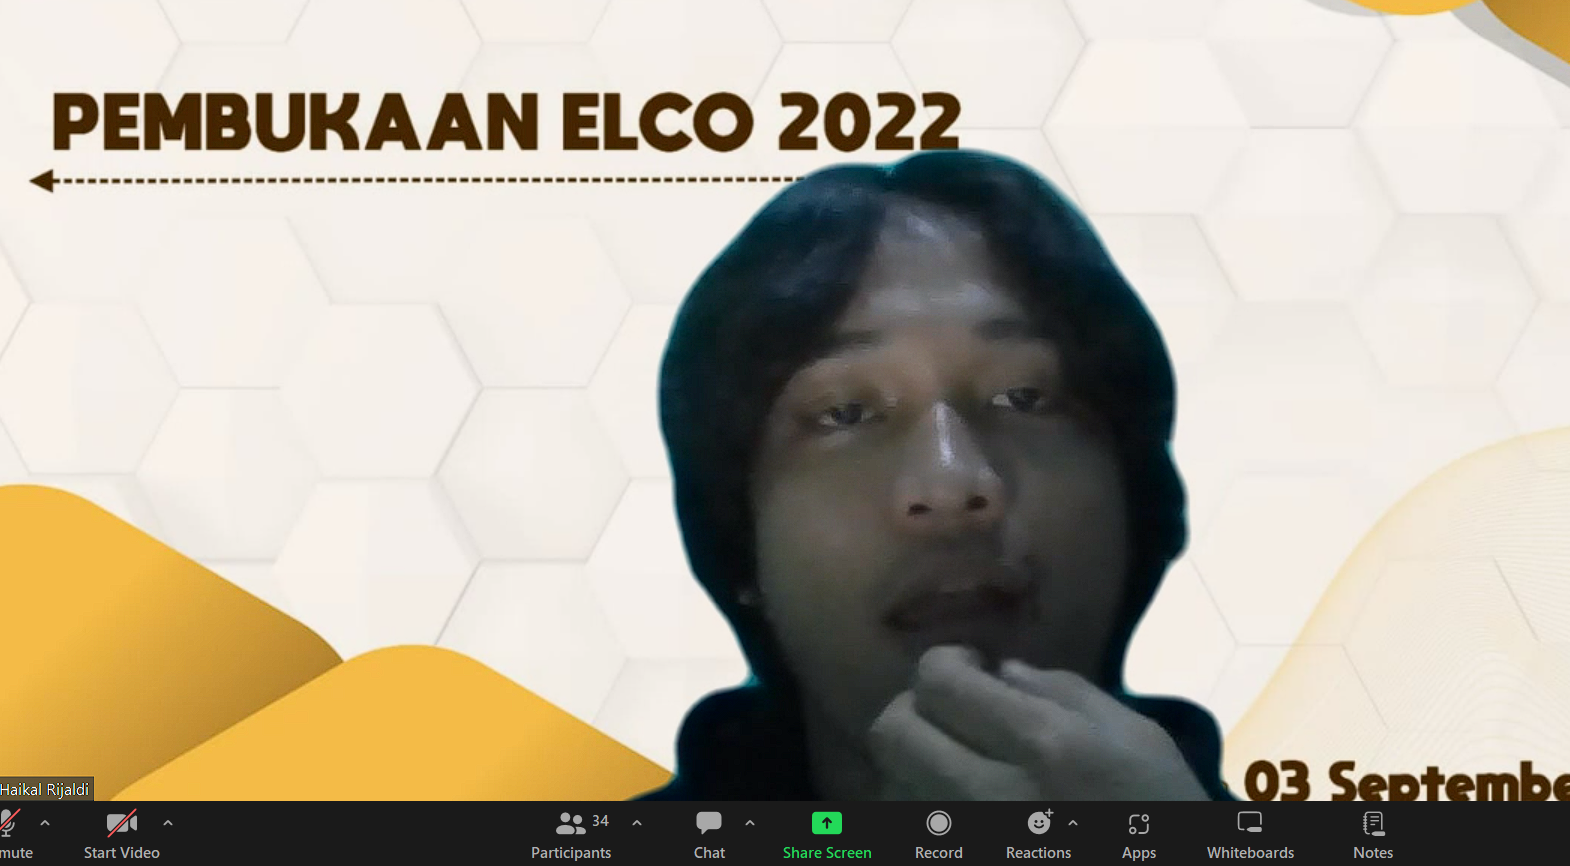 PEMBUKAAN ELCO 2022
03 Septembe
Haikal Rijaldi
mute
Start Video
34
Participants
Chat
Share Screen
Record
Reactions
Apps
Whiteboards
Notes